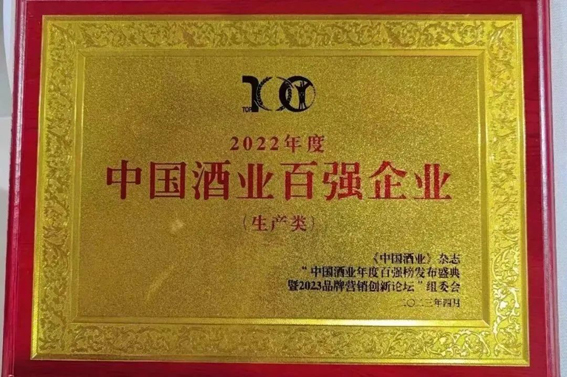 TOP 100
2022年度
中国酒业百强企业
(生产类)
《中国酒业》杂志
“中国酒业年度百强榜发布盛典
暨2023品牌营销创新论坛”组委会
二〇二三年四月